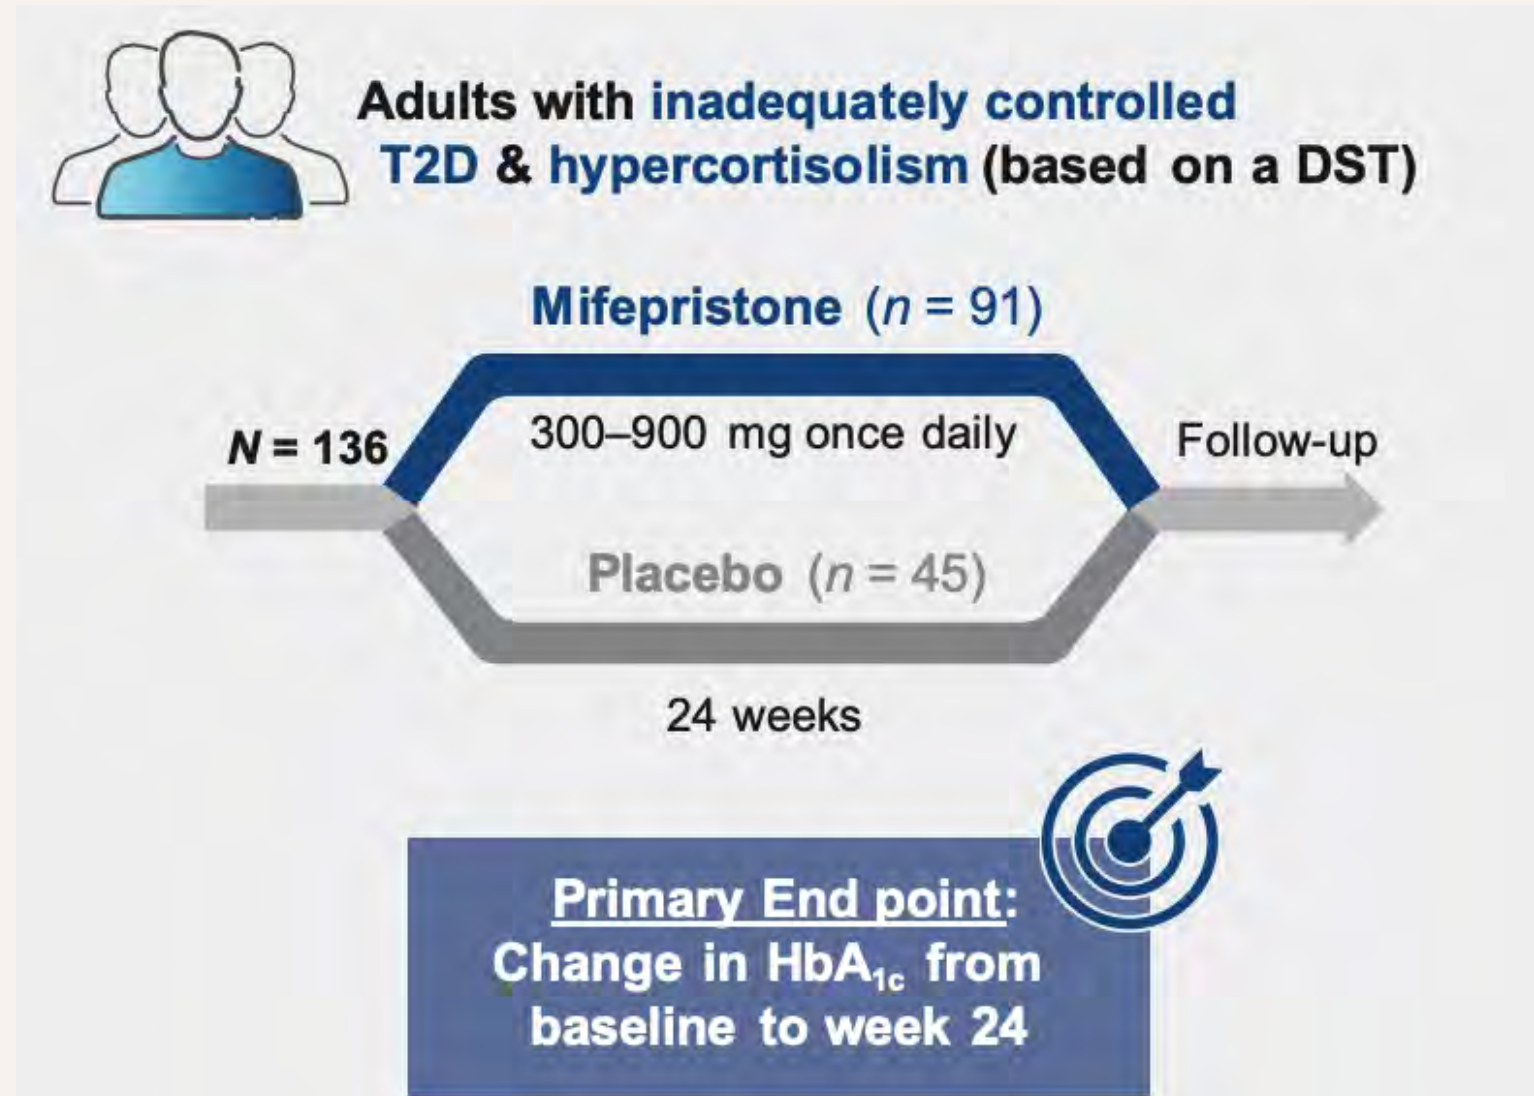 Adults with inadequately controlled
T2D & hypercortisolism (based on a DST)
Mifepristone (n = 91)
N = 136
300–900 mg once daily
Follow-up
Placebo (n = 45)
24 weeks
Primary End point:
Change in HbA1c from
baseline to week 24